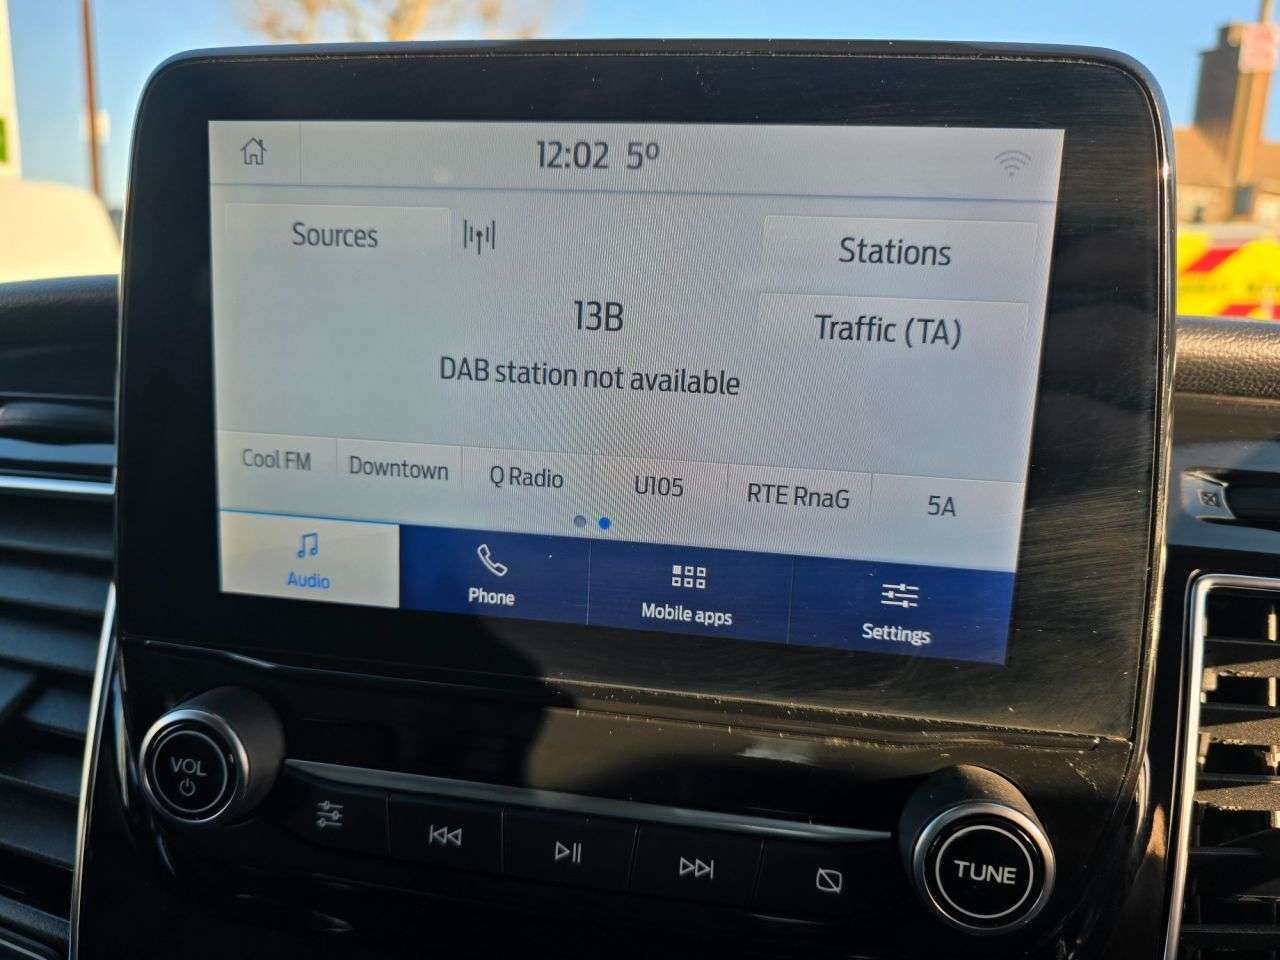 12:02 5º
Sources
Stations
13B
Traffic (TA)
DAB station not available
Cool FM Downtown Q Radio U105 RTE RnaG 5A
Audio Phone Mobile apps Settings
VOL
TUNE